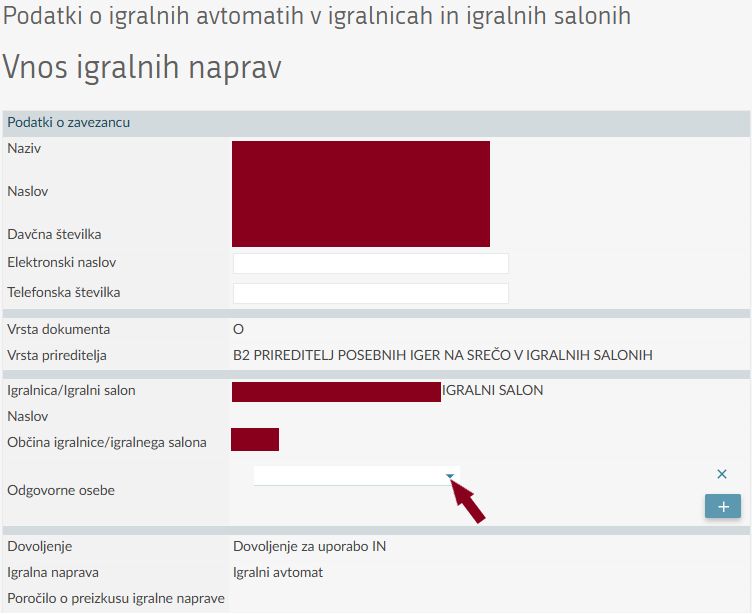 Podatki o igralnih avtomatih v igralnicah in igralnih salonih
Vnos igralnih naprav
Podatki o zavezancu
Naziv
Naslov
Davčna številka
Elektronski naslov
Telefonska številka
Vrsta dokumenta O
Vrsta prireditelja B2 PRIREDITELJ POSEBNIH IGER NA SREČO V IGRALNIH SALONIH
Igralnica/Igralni salon IGRALNI SALON
Naslov
Občina igralnice/igralnega salona
Odgovorne osebe
Dovoljenje Dovoljenje za uporabo IN
Igralna naprava Igralni avtomat
Poročilo o preizkusu igralne naprave